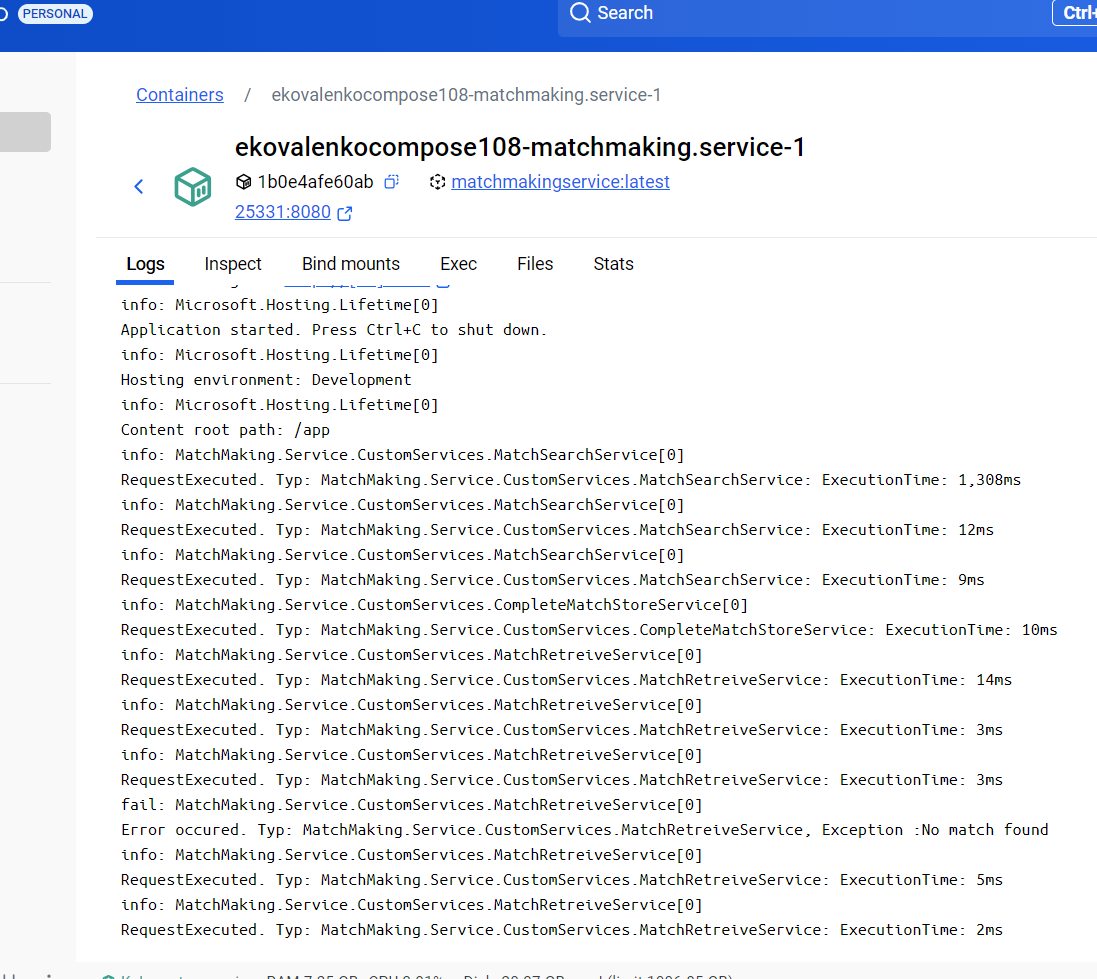 PERSONAL
Search
Containers / ekovalenkocompose108-matchmaking.service-1
ekovalenkocompose108-matchmaking.service-1
1b0e4afe60ab matchmakingservice:latest
25331:8080
Logs Inspect Bind mounts Exec Files Stats
info: Microsoft.Hosting.Lifetime[0]
Application started. Press Ctrl+C to shut down.
info: Microsoft.Hosting.Lifetime[0]
Hosting environment: Development
info: Microsoft.Hosting.Lifetime[0]
Content root path: /app
info: MatchMaking.Service.CustomServices.MatchSearchService[0]
RequestExecuted. Typ: MatchMaking.Service.CustomServices.MatchSearchService: ExecutionTime: 1,308ms
info: MatchMaking.Service.CustomServices.MatchSearchService[0]
RequestExecuted. Typ: MatchMaking.Service.CustomServices.MatchSearchService: ExecutionTime: 12ms
info: MatchMaking.Service.CustomServices.MatchSearchService[0]
RequestExecuted. Typ: MatchMaking.Service.CustomServices.MatchSearchService: ExecutionTime: 9ms
info: MatchMaking.Service.CustomServices.CompleteMatchStoreService[0]
RequestExecuted. Typ: MatchMaking.Service.CustomServices.CompleteMatchStoreService: ExecutionTime: 10ms
info: MatchMaking.Service.CustomServices.MatchRetreiveService[0]
RequestExecuted. Typ: MatchMaking.Service.CustomServices.MatchRetreiveService: ExecutionTime: 14ms
info: MatchMaking.Service.CustomServices.MatchRetreiveService[0]
RequestExecuted. Typ: MatchMaking.Service.CustomServices.MatchRetreiveService: ExecutionTime: 3ms
info: MatchMaking.Service.CustomServices.MatchRetreiveService[0]
RequestExecuted. Typ: MatchMaking.Service.CustomServices.MatchRetreiveService: ExecutionTime: 3ms
fail: MatchMaking.Service.CustomServices.MatchRetreiveService[0]
Error occured. Typ: MatchMaking.Service.CustomServices.MatchRetreiveService, Exception :No match found
info: MatchMaking.Service.CustomServices.MatchRetreiveService[0]
RequestExecuted. Typ: MatchMaking.Service.CustomServices.MatchRetreiveService: ExecutionTime: 5ms
info: MatchMaking.Service.CustomServices.MatchRetreiveService[0]
RequestExecuted. Typ: MatchMaking.Service.CustomServices.MatchRetreiveService: ExecutionTime: 2ms